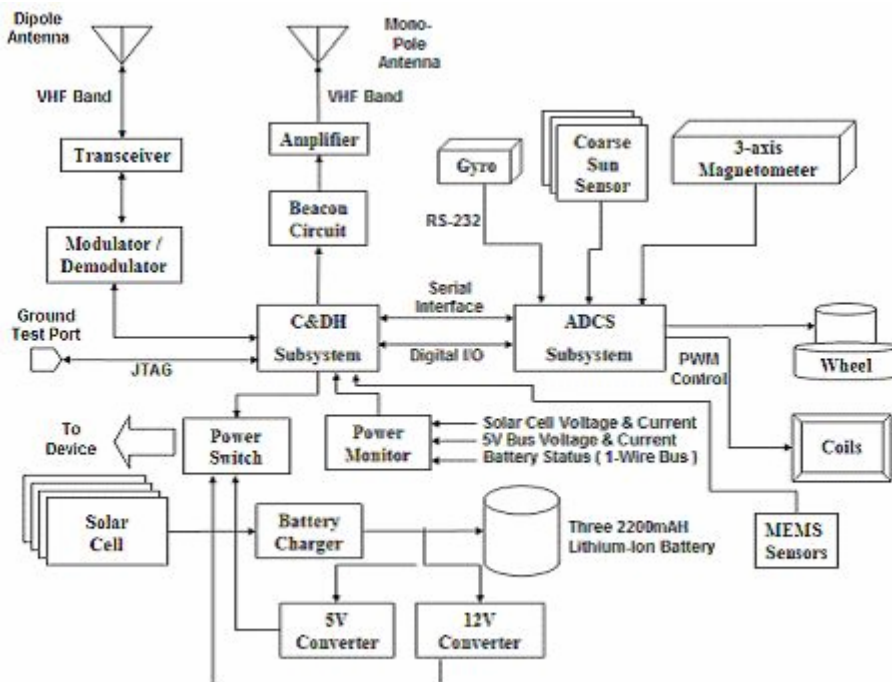 Dipole
Antenna
Mono-
Pole
Antenna
VHF Band
VHF Band
Transceiver
Amplifier
Gyro
Coarse
Sun
Sensor
3-axis
Magnetometer
Modulator /
Demodulator
Beacon
Circuit
RS-232
Ground
Test Port
JTAG
C&DH
Subsystem
Serial
Interface
Digital I/O
ADCS
Subsystem
PWM
Control
Wheel
To
Device
Power
Switch
Power
Monitor
Solar Cell Voltage & Current
5V Bus Voltage & Current
Battery Status ( 1-Wire Bus )
Coils
Solar
Cell
Battery
Charger
Three 2200mAH
Lithium-Ion Battery
MEMS
Sensors
5V
Converter
12V
Converter